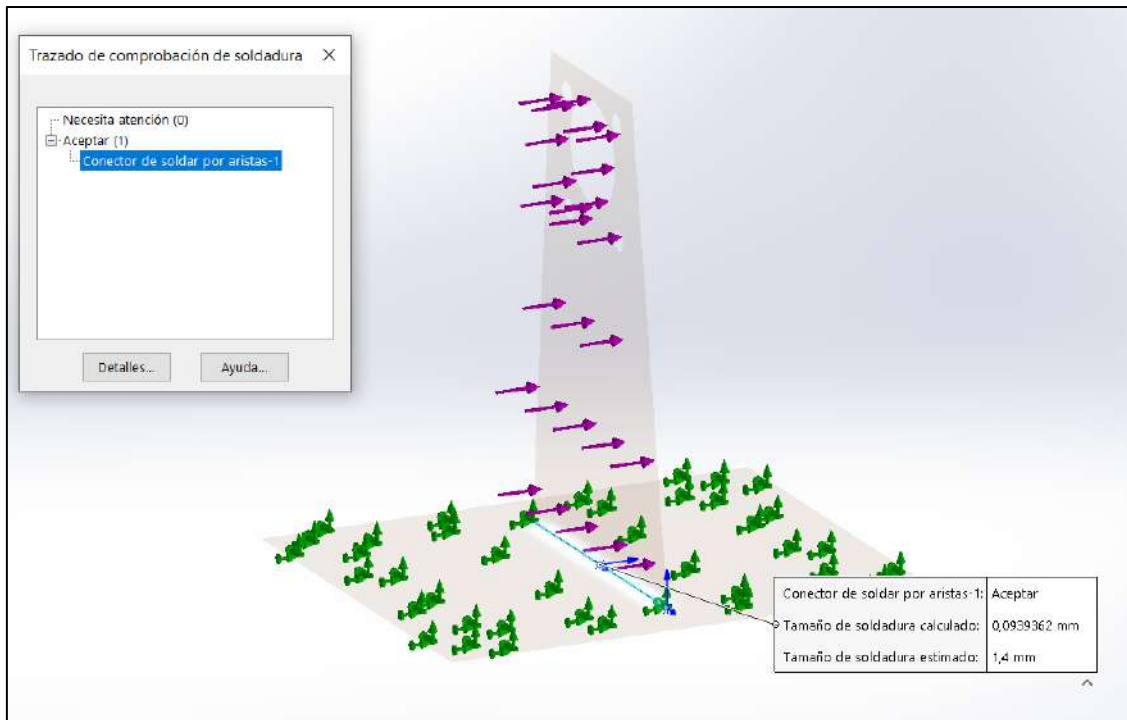 Trazado de comprobación de soldadura
Necesita atención (0)
Aceptar (1)
Conector de soldar por aristas-1
Detalles...
Ayuda...
Conector de soldar por aristas-1: Aceptar
Tamaño de soldadura calculado: 0,0939362 mm
Tamaño de soldadura estimado: 1,4 mm